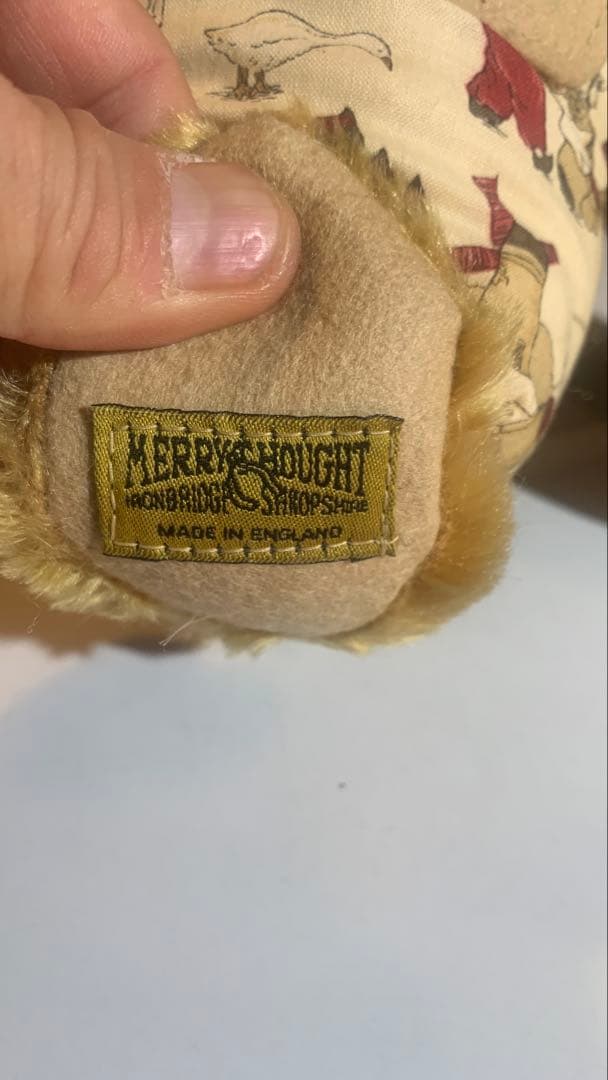 MERRYTHOUGHT
IRONBRIDGE SHROPSHIRE
MADE IN ENGLAND